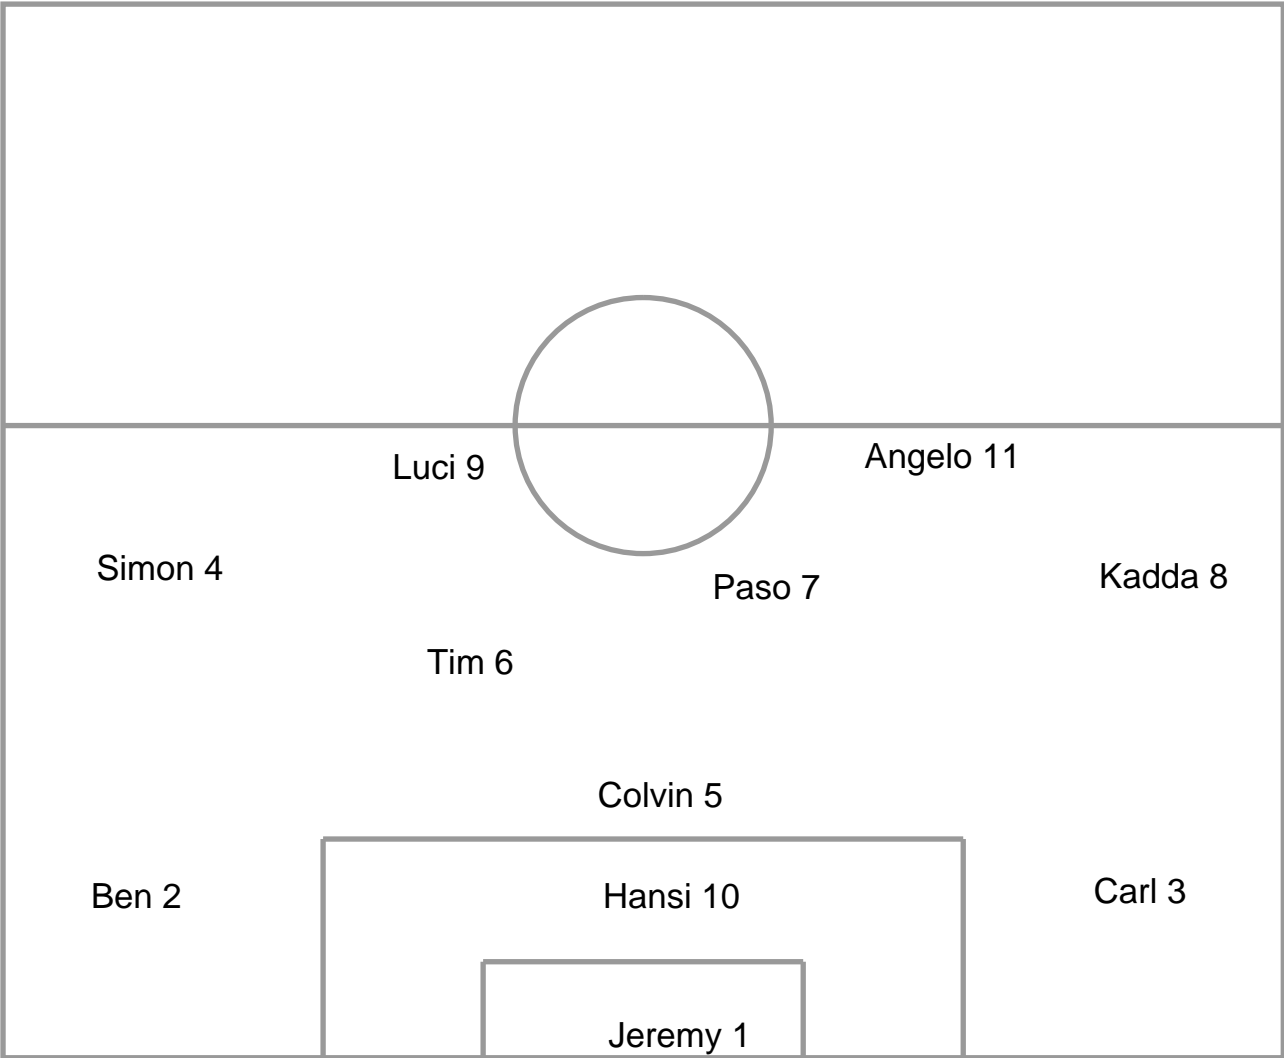 Angelo 11
Luci 9
Simon 4
Kadda 8
Paso 7
Tim 6
Colvin 5
Carl 3
Ben 2
Hansi 10
Jeremy 1